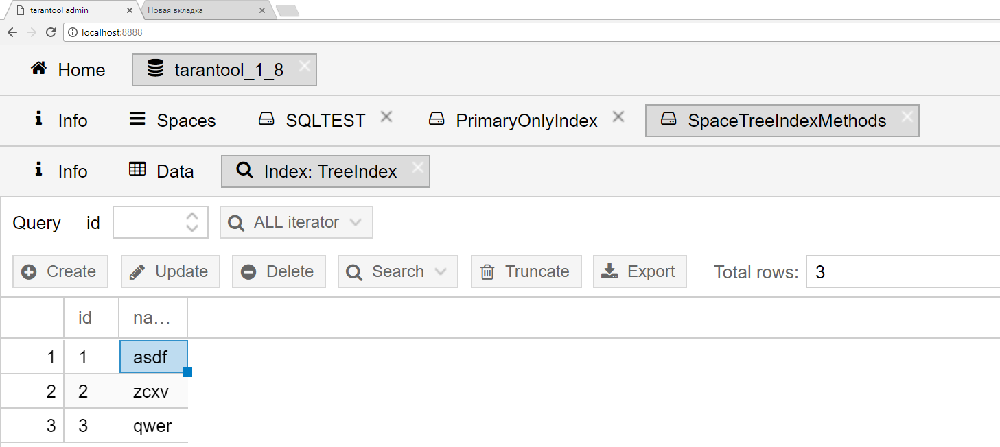 tarantool admin Новая вкладка
localhost:8888
Home tarantool_1_8
Info Spaces SQLTEST PrimaryOnlyIndex SpaceTreeIndexMethods
Info Data Index: TreeIndex
Query id ALL iterator
Create Update Delete Search Truncate Export Total rows: 3
id na…
1 1 asdf
2 2 zcxv
3 3 qwer